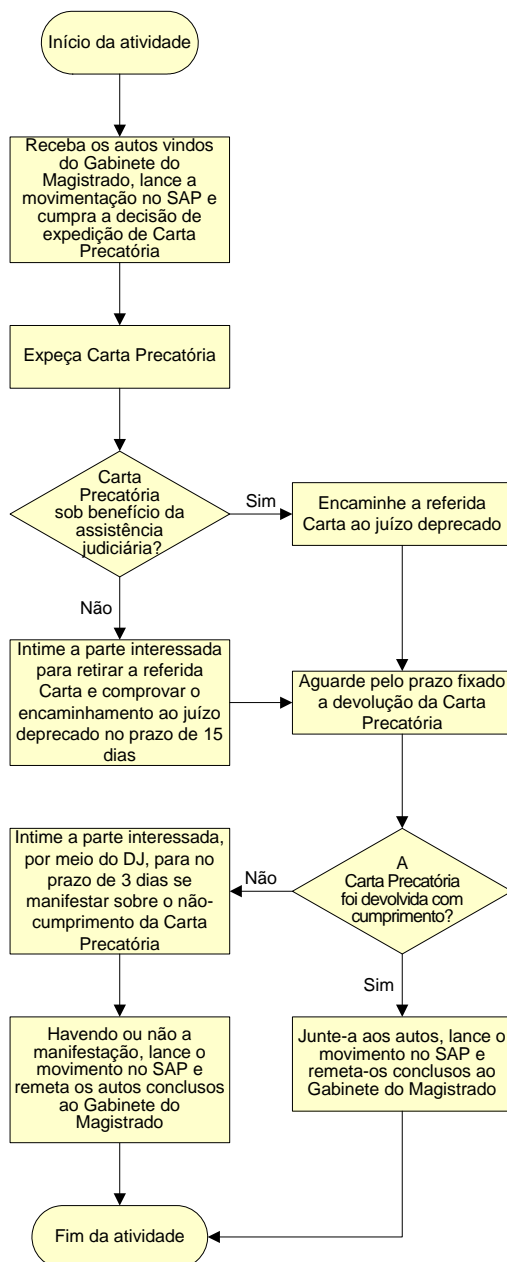 Início da atividade
Receba os autos vindos
do Gabinete do
Magistrado, lance a
movimentação no SAP e
cumpra a decisão de
expedição de Carta
Precatória
Expeça Carta Precatória
Carta
Precatória
sob benefício da
assistência
judiciária?
Sim
Encaminhe a referida
Carta ao juízo deprecado
Não
Intime a parte interessada
para retirar a referida
Carta e comprovar o
encaminhamento ao juízo
deprecado no prazo de 15
dias
Aguarde pelo prazo fixado
a devolução da Carta
Precatória
A
Carta Precatória
foi devolvida com
cumprimento?
Não
Intime a parte interessada,
por meio do DJ, para no
prazo de 3 dias se
manifestar sobre o não-
cumprimento da Carta
Precatória
Sim
Havendo ou não a
manifestação, lance o
movimento no SAP e
remeta os autos conclusos
ao Gabinete do
Magistrado
Junte-a aos autos, lance o
movimento no SAP e
remeta-os conclusos ao
Gabinete do Magistrado
Fim da atividade